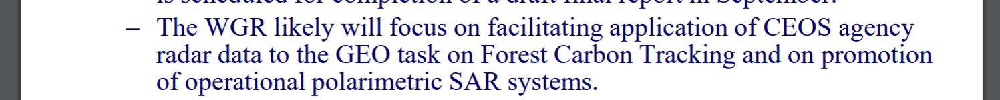 is scheduled for completion of a draft final report in September.
– The WGR likely will focus on facilitating application of CEOS agency
radar data to the GEO task on Forest Carbon Tracking and on promotion
of operational polarimetric SAR systems.